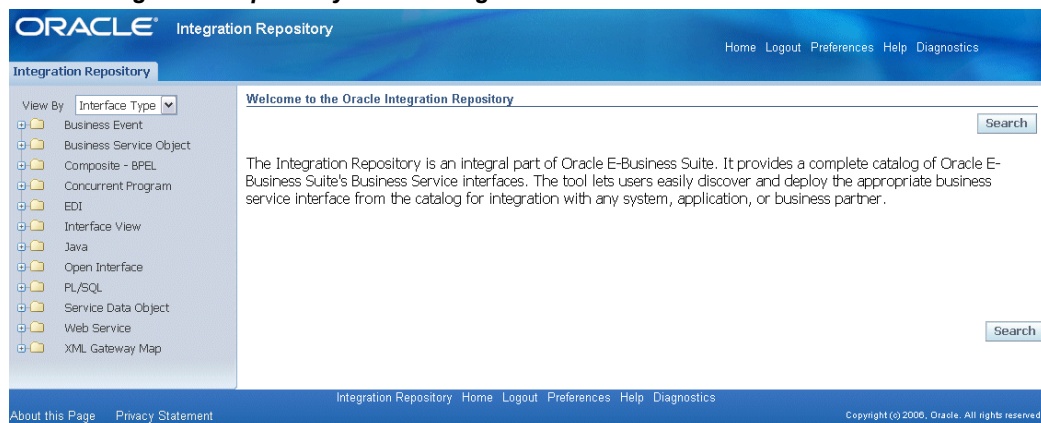 ORACLE® Integration Repository
Home Logout Preferences Help Diagnostics
Integration Repository
View By Interface Type
Business Event
Business Service Object
Composite - BPEL
Concurrent Program
EDI
Interface View
Java
Open Interface
PL/SQL
Service Data Object
Web Service
XML Gateway Map
Welcome to the Oracle Integration Repository
Search
The Integration Repository is an integral part of Oracle E-Business Suite. It provides a complete catalog of Oracle E-
Business Suite's Business Service interfaces. The tool lets users easily discover and deploy the appropriate business
service interface from the catalog for integration with any system, application, or business partner.
Search
Integration Repository Home Logout Preferences Help Diagnostics
About this Page Privacy Statement
Copyright (c) 2006, Oracle. All rights reserved